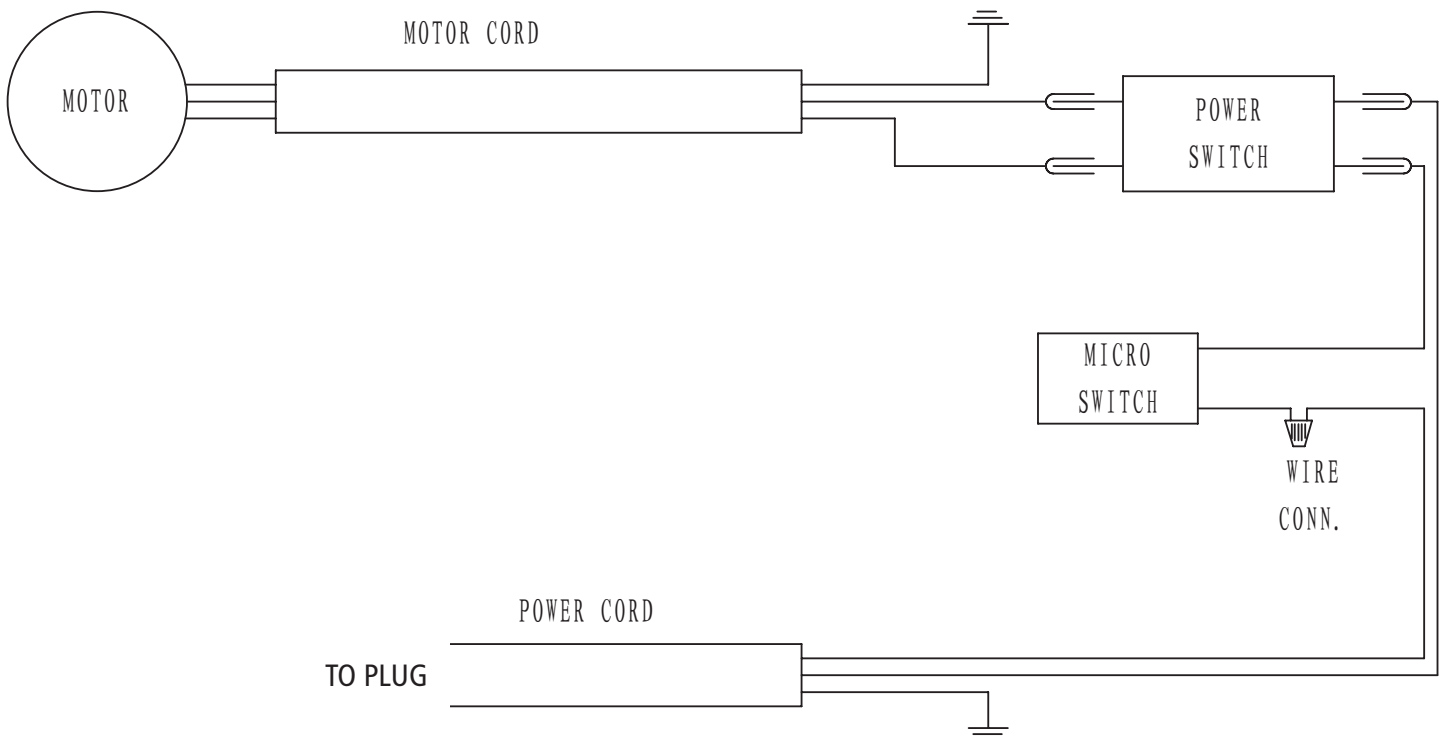 MOTOR CORD
MOTOR
POWER
SWITCH
MICRO
SWITCH
WIRE
CONN.
POWER CORD
TO PLUG